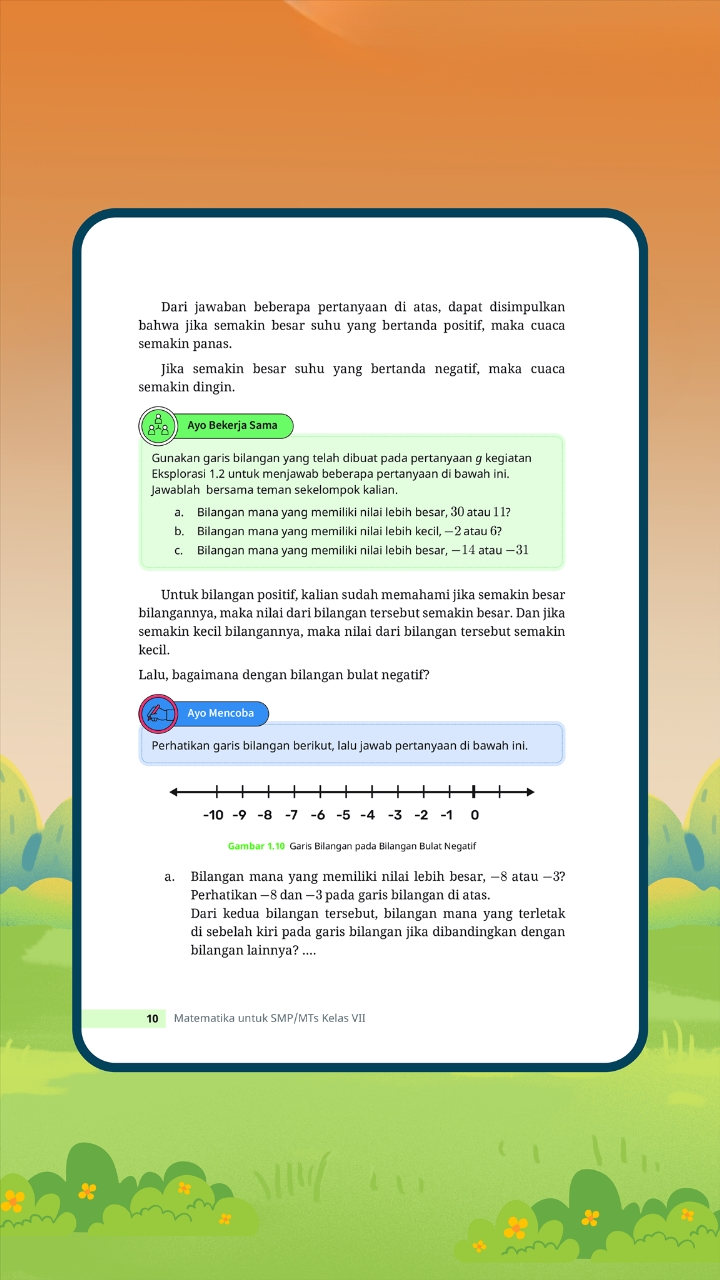 Dari jawaban beberapa pertanyaan di atas, dapat disimpulkan
bahwa jika semakin besar suhu yang bertanda positif, maka cuaca
semakin panas.
Jika semakin besar suhu yang bertanda negatif, maka cuaca
semakin dingin.
Ayo Bekerja Sama
Gunakan garis bilangan yang telah dibuat pada pertanyaan g kegiatan
Eksplorasi 1.2 untuk menjawab beberapa pertanyaan di bawah ini.
Jawablah bersama teman sekelompok kalian.
a. Bilangan mana yang memiliki nilai lebih besar, 30 atau 11?
b. Bilangan mana yang memiliki nilai lebih kecil, −2 atau 6?
c. Bilangan mana yang memiliki nilai lebih besar, −14 atau −31
Untuk bilangan positif, kalian sudah memahami jika semakin besar
bilangannya, maka nilai dari bilangan tersebut semakin besar. Dan jika
semakin kecil bilangannya, maka nilai dari bilangan tersebut semakin
kecil.
Lalu, bagaimana dengan bilangan bulat negatif?
Ayo Mencoba
Perhatikan garis bilangan berikut, lalu jawab pertanyaan di bawah ini.
-10 -9 -8 -7 -6 -5 -4 -3 -2 -1 0
Gambar 1.10 Garis Bilangan pada Bilangan Bulat Negatif
a. Bilangan mana yang memiliki nilai lebih besar, −8 atau −3?
Perhatikan −8 dan −3 pada garis bilangan di atas.
Dari kedua bilangan tersebut, bilangan mana yang terletak
di sebelah kiri pada garis bilangan jika dibandingkan dengan
bilangan lainnya? ....
10 Matematika untuk SMP/MTs Kelas VII